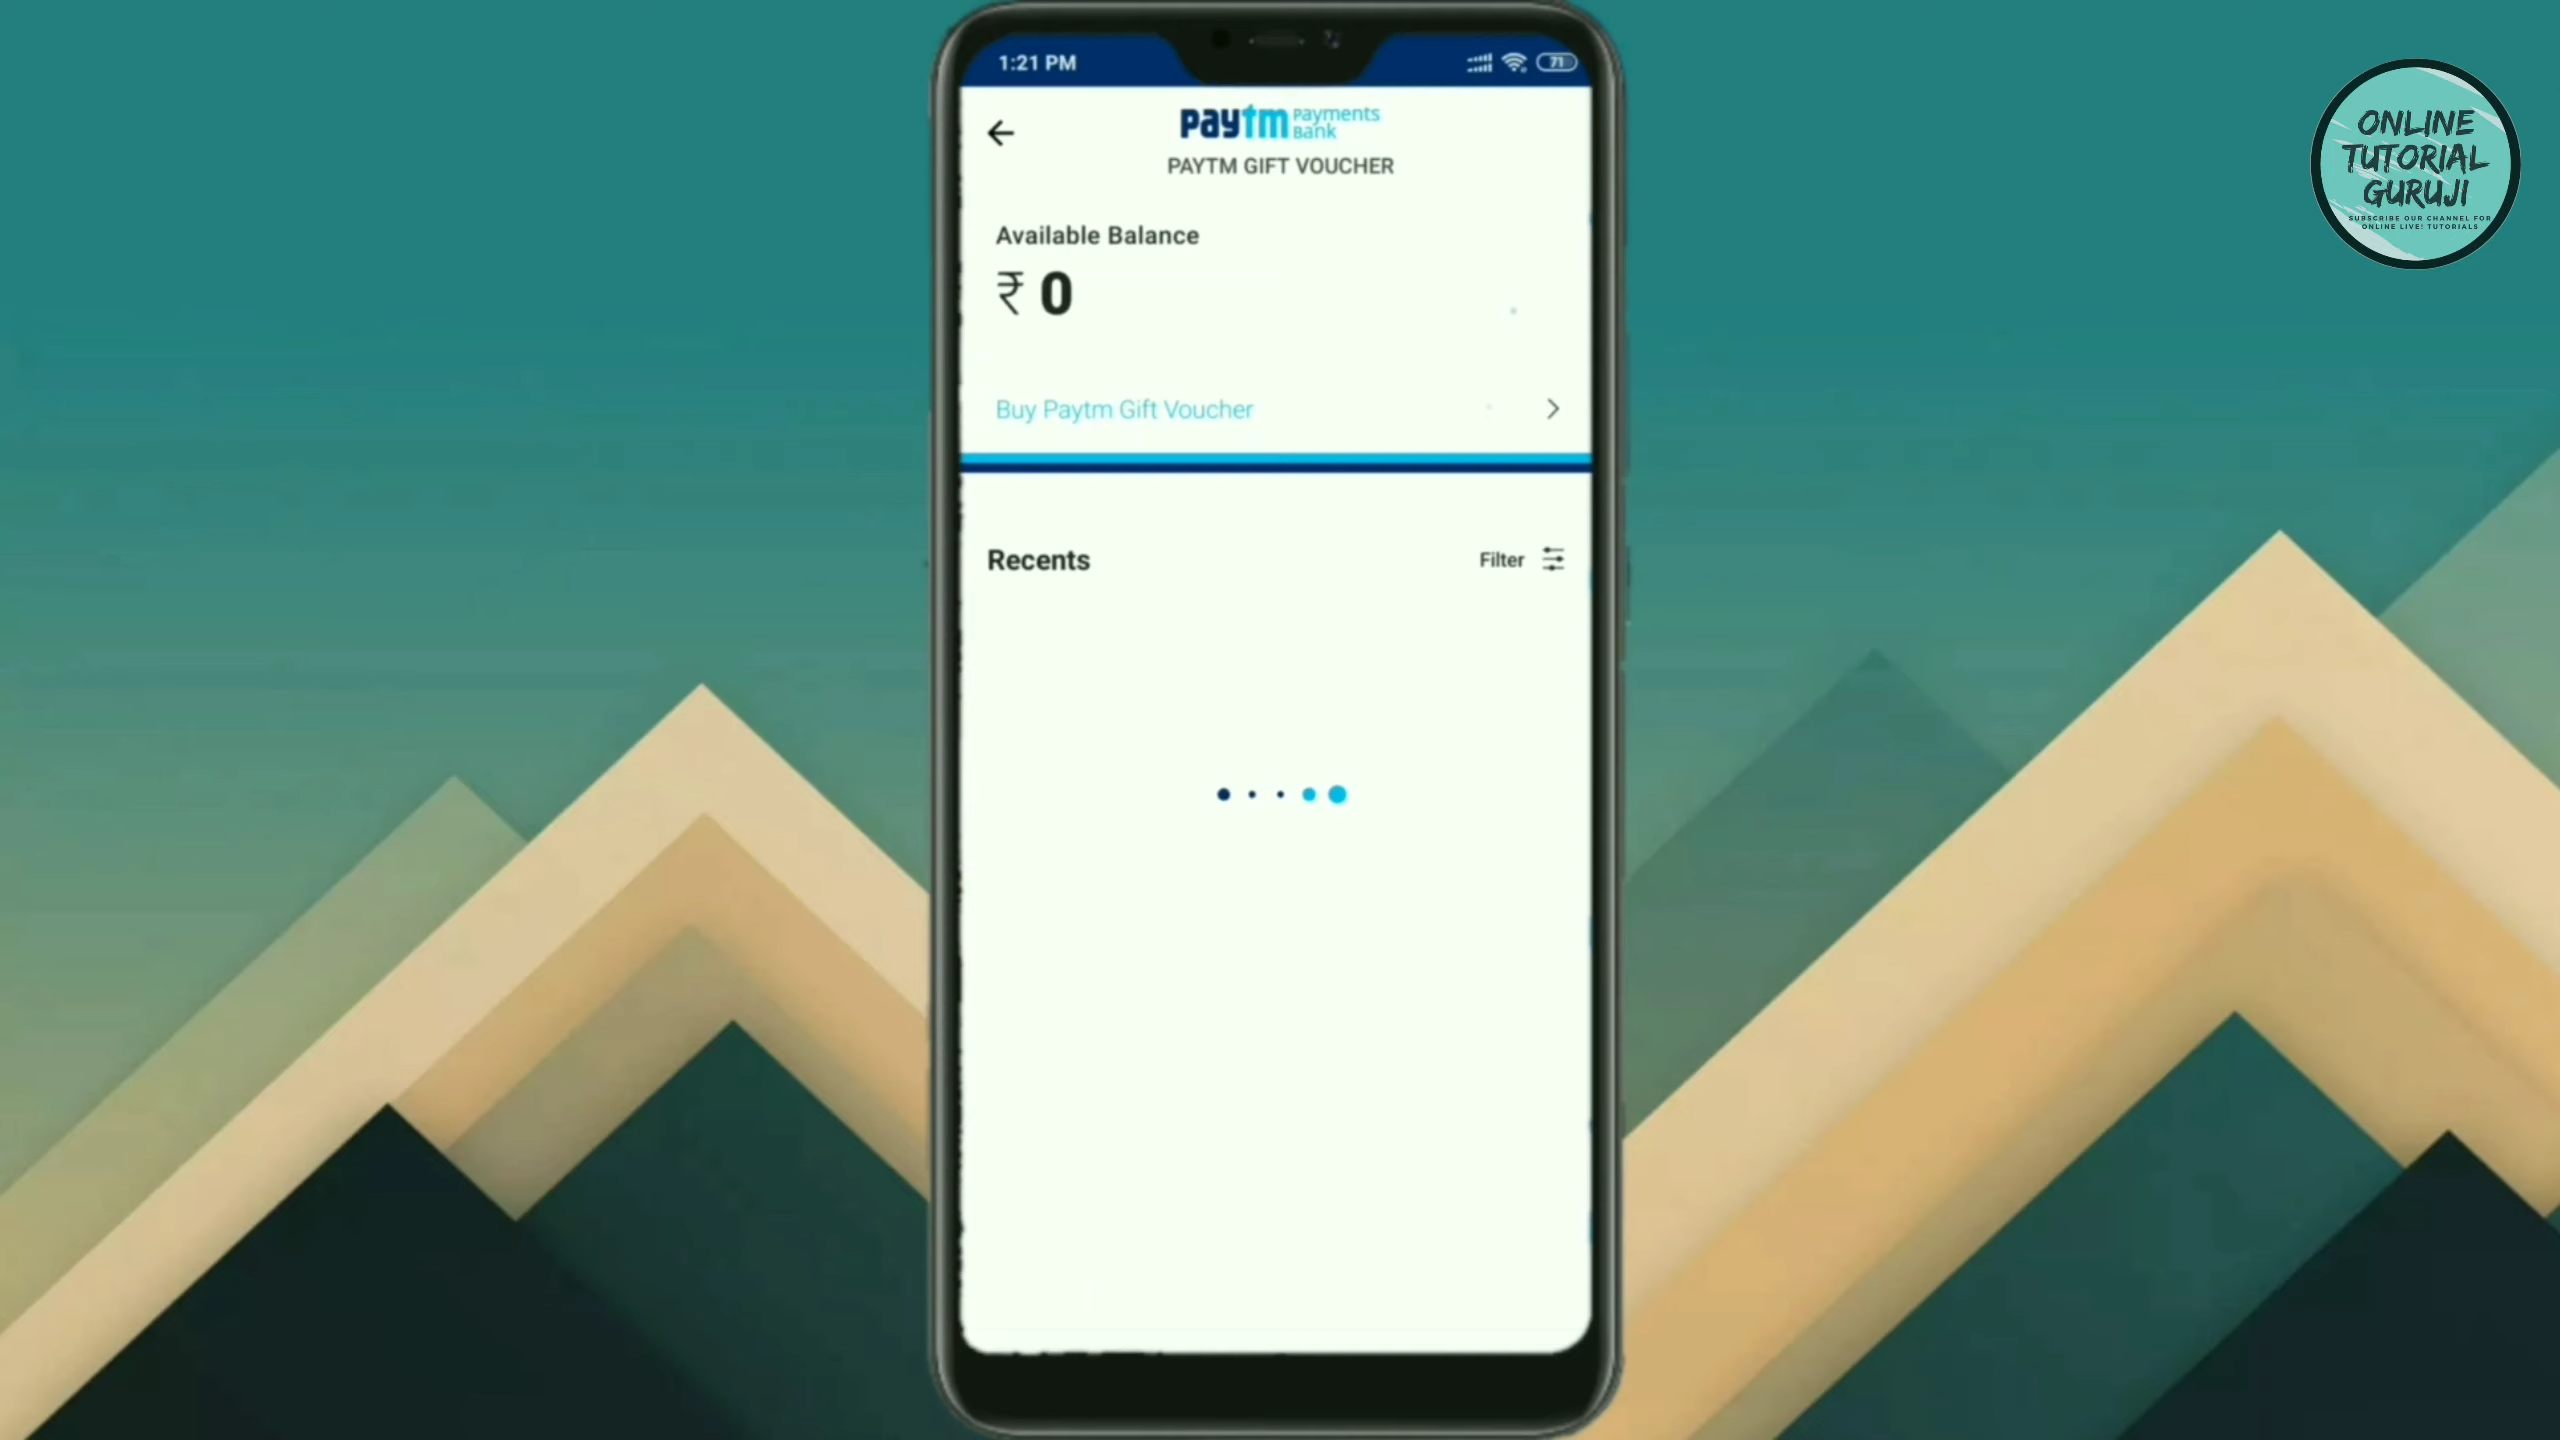 1:21 PM
71
paytm Payments Bank
PAYTM GIFT VOUCHER
Available Balance
₹ 0
Buy Paytm Gift Voucher
Recents
Filter
ONLINE
TUTORIAL
GURUJI
SUBSCRIBE OUR CHANNEL FOR
ONLINE LIVE! TUTORIALS